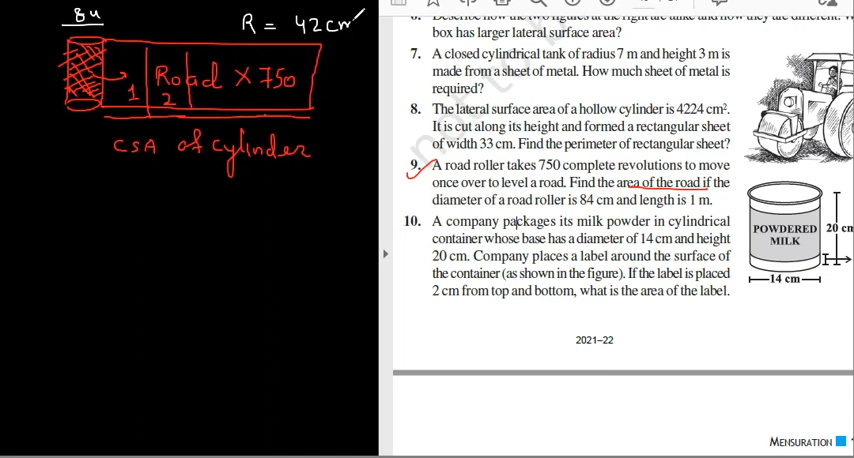 84
R = 42 cm
Road × 750
1
2
CSA of cylinder
box has larger lateral surface area?
7. A closed cylindrical tank of radius 7 m and height 3 m is
made from a sheet of metal. How much sheet of metal is
required?
8. The lateral surface area of a hollow cylinder is 4224 cm².
It is cut along its height and formed a rectangular sheet
of width 33 cm. Find the perimeter of rectangular sheet?
9. A road roller takes 750 complete revolutions to move
once over to level a road. Find the area of the road if the
diameter of a road roller is 84 cm and length is 1 m.
10. A company packages its milk powder in cylindrical
container whose base has a diameter of 14 cm and height
20 cm. Company places a label around the surface of
the container (as shown in the figure). If the label is placed
2 cm from top and bottom, what is the area of the label.
POWDERED
MILK
20 cm
14 cm
2021–22
MENSURATION